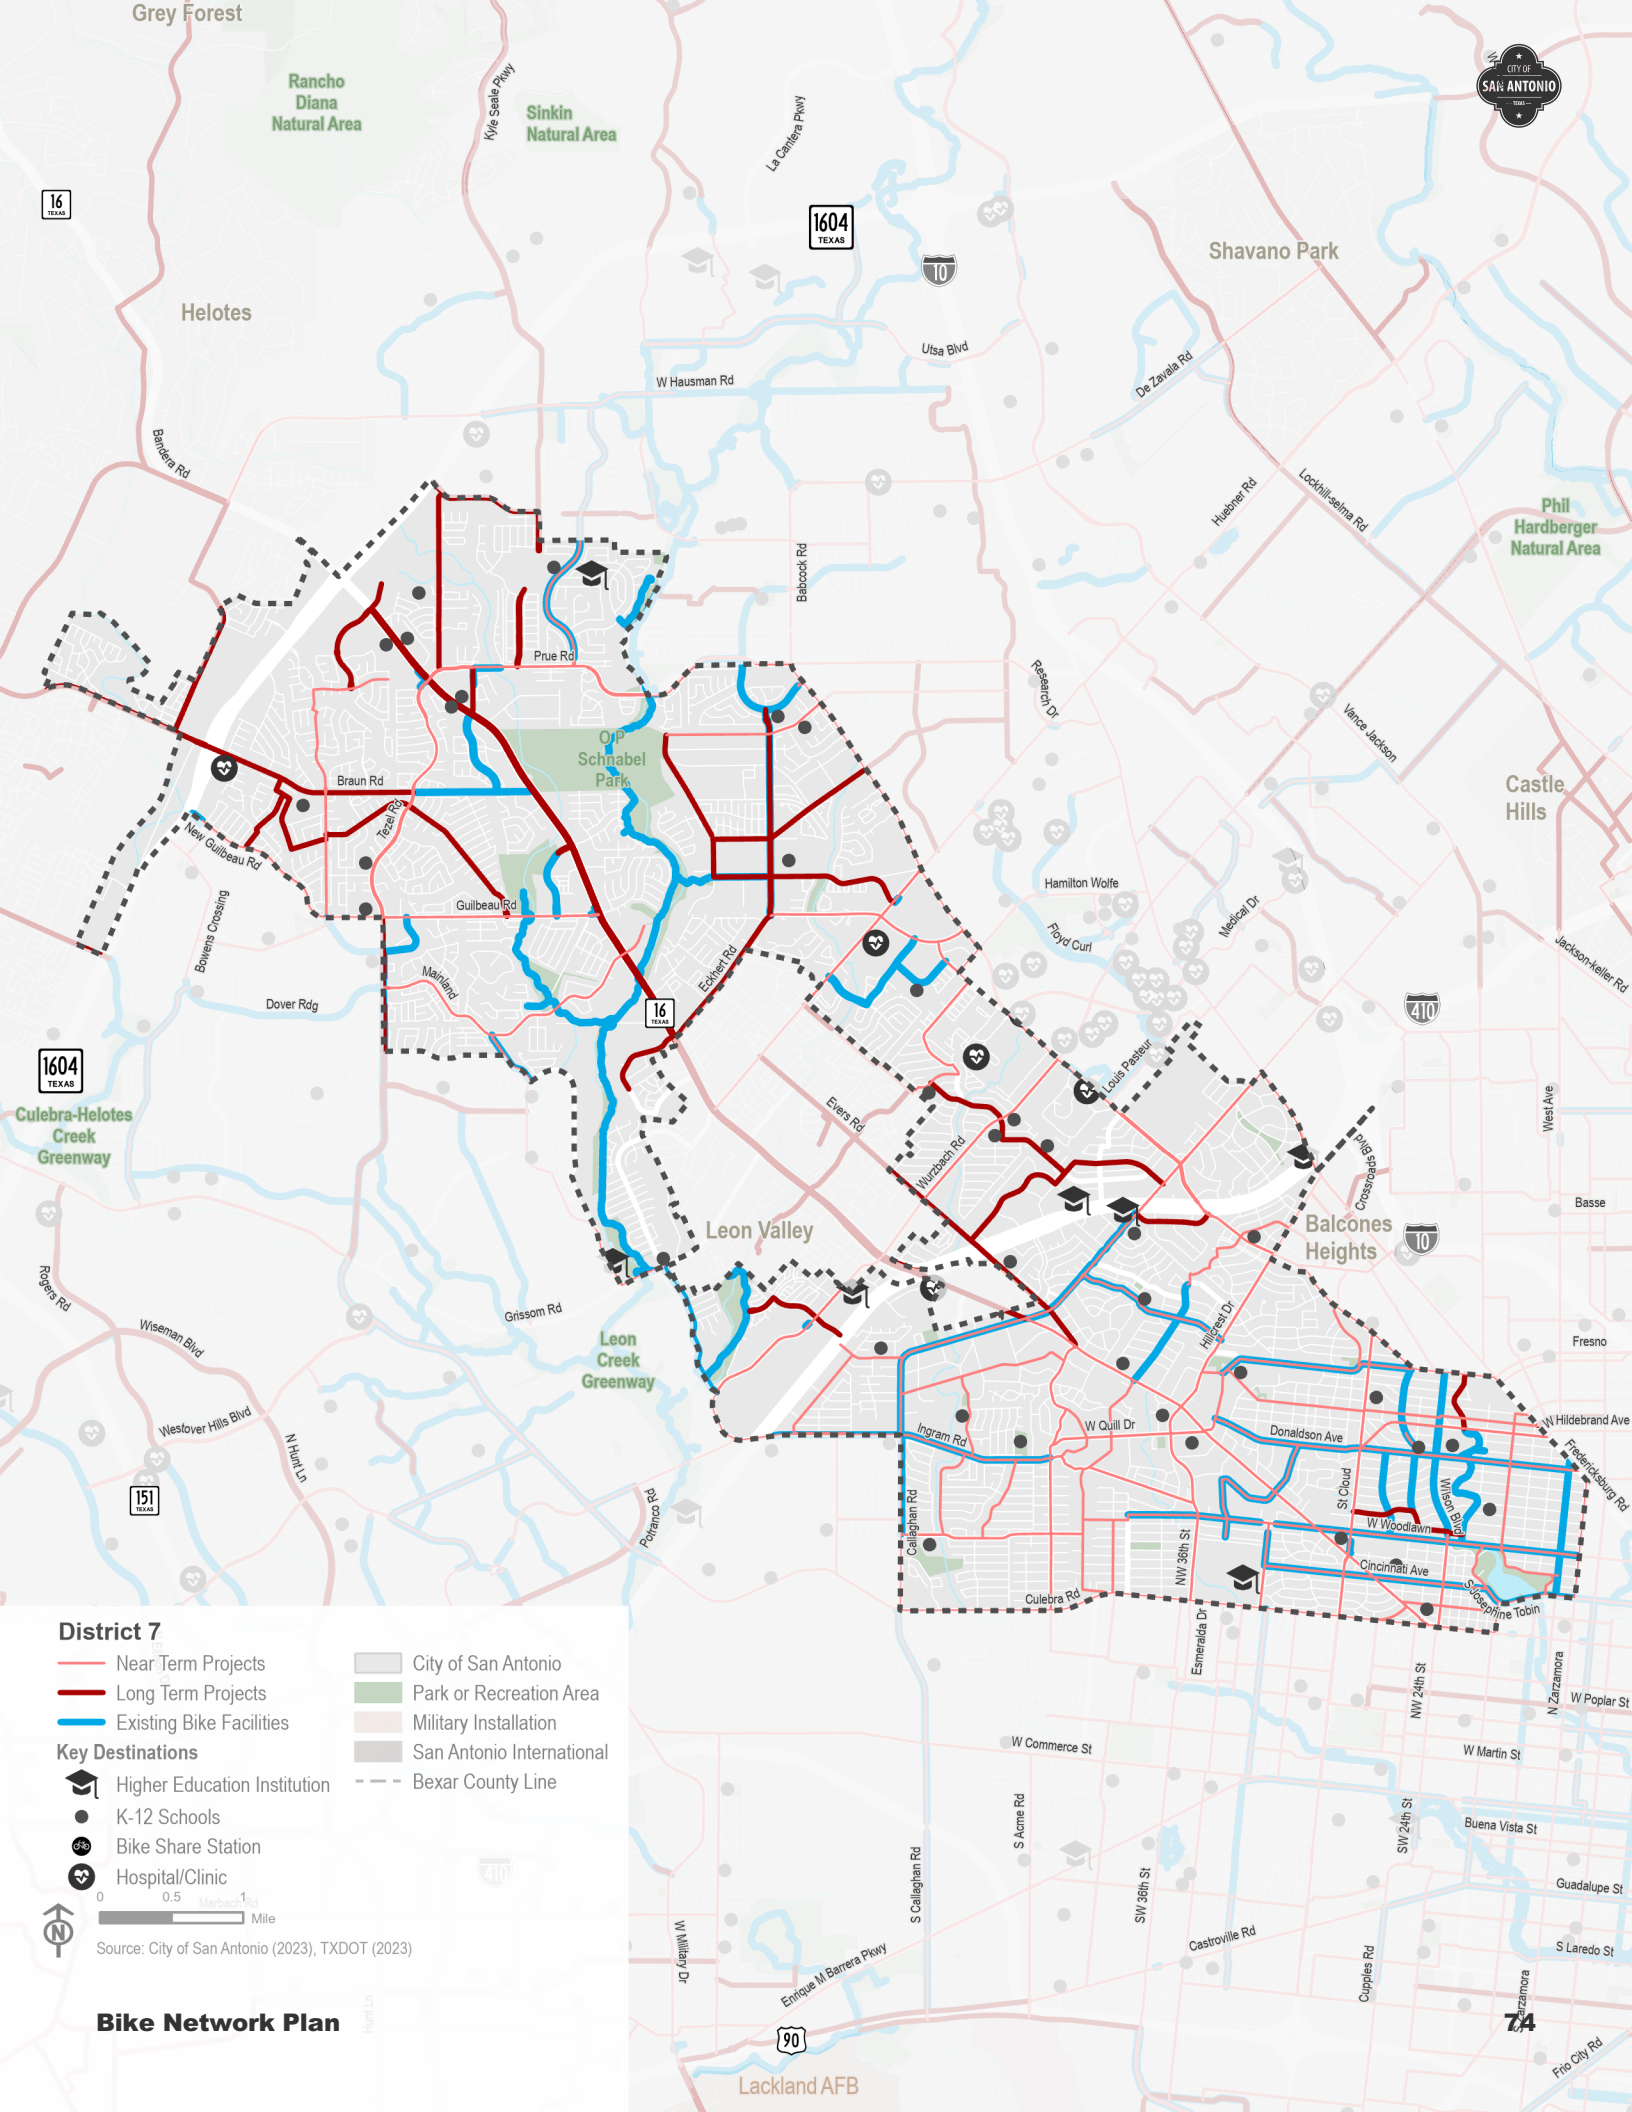 Grey Forest
Rancho
Diana
Natural Area
Kyle Seale Pkwy
Sinkin
Natural Area
La Cantera Pkwy
CITY OF
SAN ANTONIO
TEXAS
16
TEXAS
1604
TEXAS
10
Shavano Park
Helotes
Utsa Blvd
De Zavala Rd
W Hausman Rd
Bandera Rd
Huebner Rd
Lockhill-selma Rd
Phil
Hardberger
Natural Area
Babcock Rd
Prue Rd
Research Dr
Vance Jackson
O P
Schnabel
Park
Braun Rd
Tezel Rd
Castle
Hills
New Guilbeau Rd
Hamilton Wolfe
Guilbeau Rd
Medical Dr
Floyd Curl
Bowens Crossing
Jackson-keller Rd
Eckhert Rd
Mainland
Dover Rdg
16
TEXAS
410
1604
TEXAS
Louis Pasteur
Culebra-Helotes
Creek
Greenway
Evers Rd
West Ave
Crossroads Blvd
Wurzbach Rd
Basse
Leon Valley
Balcones
Heights
10
Rogers Rd
Grissom Rd
Wiseman Blvd
Hillcrest Dr
Fresno
Leon
Creek
Greenway
Westover Hills Blvd
N Hunt Ln
W Quill Dr
Ingram Rd
Donaldson Ave
W Hildebrand Ave
Fredericksburg Rd
151
TEXAS
Potranco Rd
Callaghan Rd
St Cloud
Wilson Blvd
W Woodlawn
NW 36th St
Cincinnati Ave
Culebra Rd
S Josephine Tobin
Esmeralda Dr
NW 24th St
N Zarzamora
W Poplar St
W Commerce St
W Martin St
S Acme Rd
SW 24th St
Buena Vista St
S Callaghan Rd
SW 36th St
Guadalupe St
W Military Dr
Castroville Rd
S Laredo St
Enrique M Barrera Pkwy
Cupples Rd
S Zarzamora
Frio City Rd
90
Lackland AFB
District 7
Near Term Projects
Long Term Projects
Existing Bike Facilities
Key Destinations
Higher Education Institution
K-12 Schools
Bike Share Station
Hospital/Clinic
City of San Antonio
Park or Recreation Area
Military Installation
San Antonio International
Bexar County Line
410
Marbach Rd
0 0.5 1
Mile
N
Source: City of San Antonio (2023), TXDOT (2023)
Hunt Ln
Bike Network Plan
74